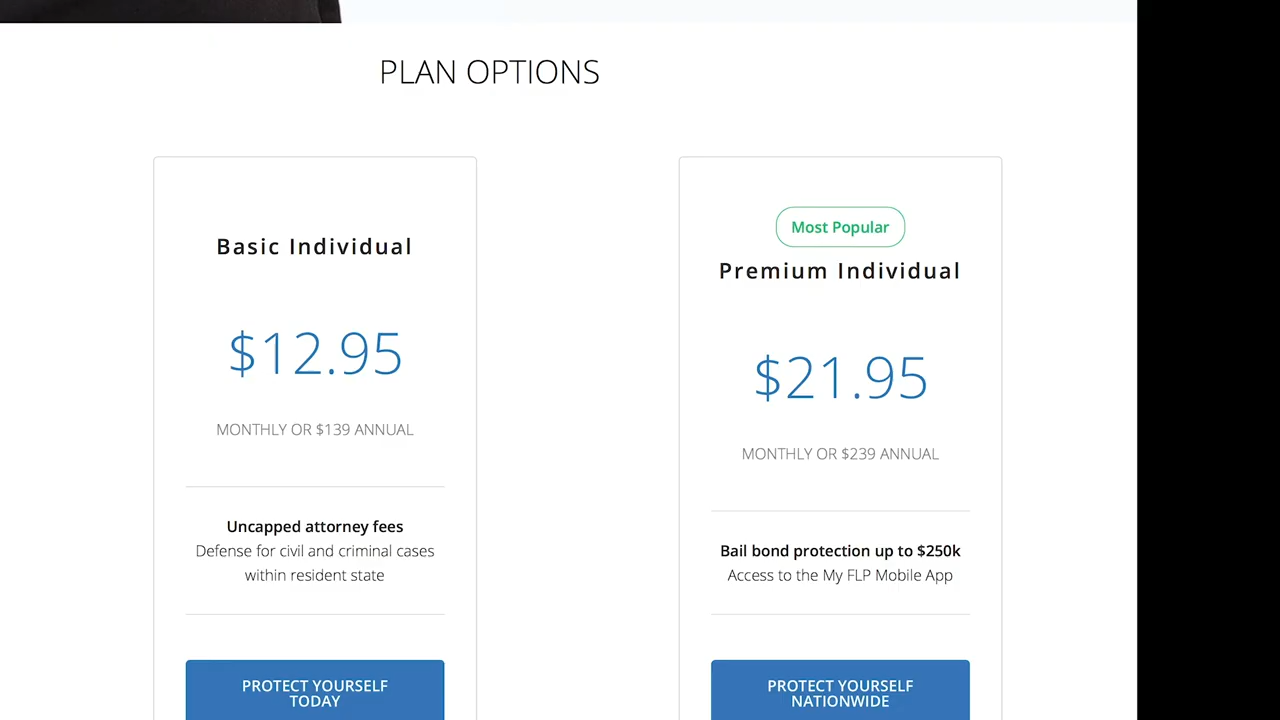 PLAN OPTIONS
Basic Individual
$12.95
MONTHLY OR $139 ANNUAL
Uncapped attorney fees
Defense for civil and criminal cases
within resident state
PROTECT YOURSELF
TODAY
Most Popular
Premium Individual
$21.95
MONTHLY OR $239 ANNUAL
Bail bond protection up to $250k
Access to the My FLP Mobile App
PROTECT YOURSELF
NATIONWIDE